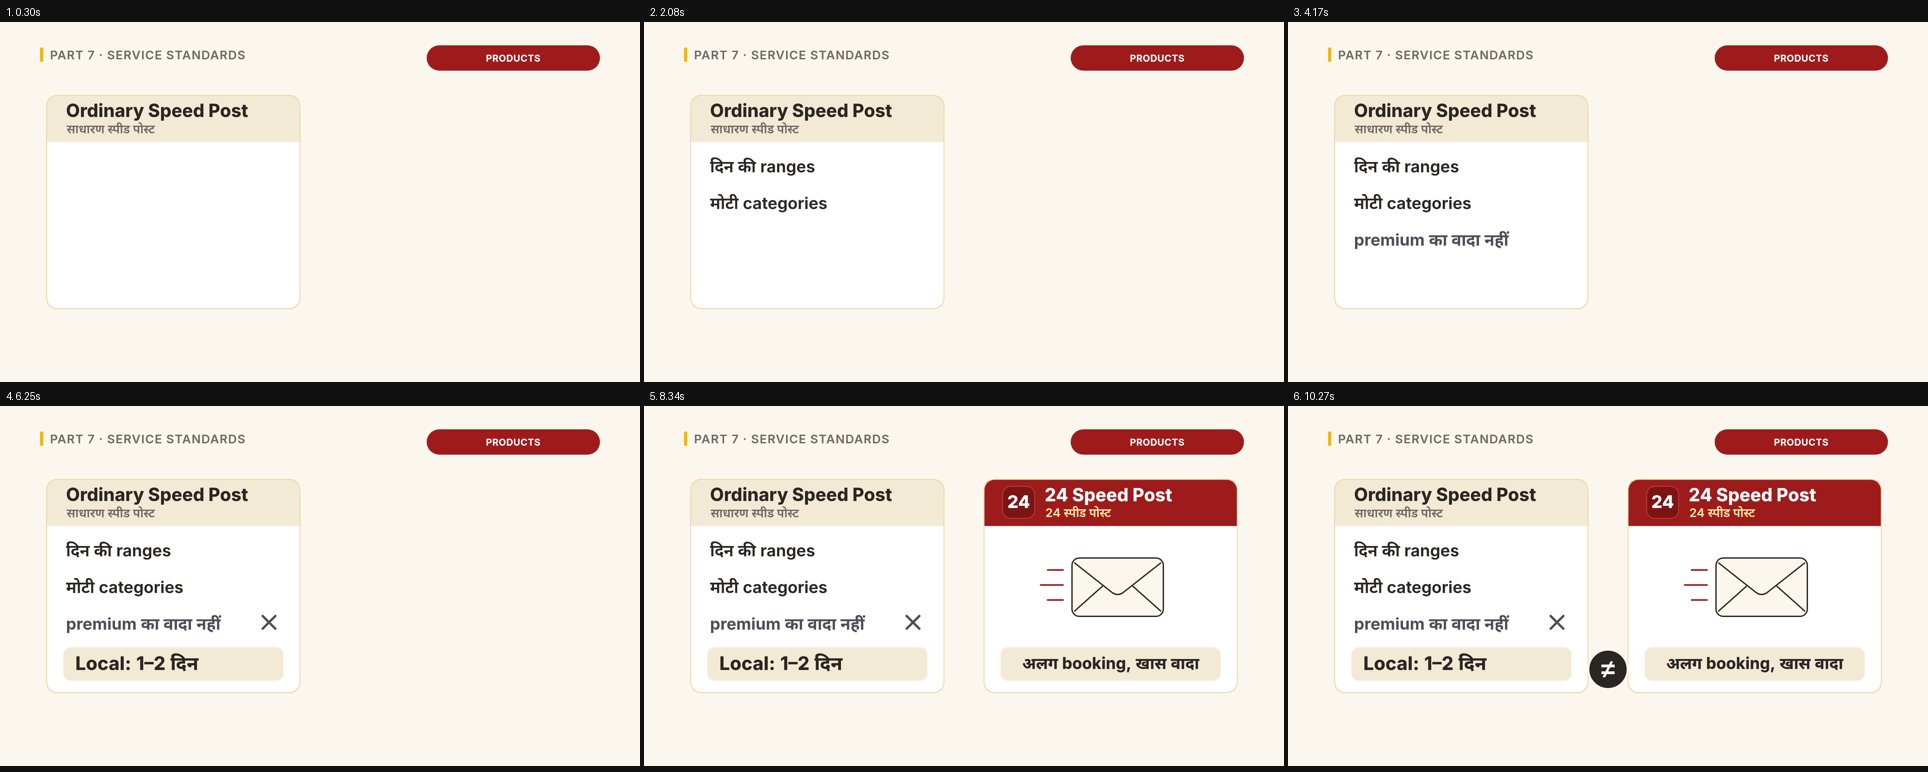 1. 0.30s
PART 7 · SERVICE STANDARDS
PRODUCTS
Ordinary Speed Post
साधारण स्पीड पोस्ट
2. 2.08s
PART 7 · SERVICE STANDARDS
PRODUCTS
Ordinary Speed Post
साधारण स्पीड पोस्ट
दिन की ranges
मोटी categories
3. 4.17s
PART 7 · SERVICE STANDARDS
PRODUCTS
Ordinary Speed Post
साधारण स्पीड पोस्ट
दिन की ranges
मोटी categories
premium का वादा नहीं
4. 6.25s
PART 7 · SERVICE STANDARDS
PRODUCTS
Ordinary Speed Post
साधारण स्पीड पोस्ट
दिन की ranges
मोटी categories
premium का वादा नहीं
Local: 1–2 दिन
5. 8.34s
PART 7 · SERVICE STANDARDS
PRODUCTS
Ordinary Speed Post
साधारण स्पीड पोस्ट
दिन की ranges
मोटी categories
premium का वादा नहीं
Local: 1–2 दिन
24
24 Speed Post
24 स्पीड पोस्ट
अलग booking, खास वादा
6. 10.27s
PART 7 · SERVICE STANDARDS
PRODUCTS
Ordinary Speed Post
साधारण स्पीड पोस्ट
दिन की ranges
मोटी categories
premium का वादा नहीं
Local: 1–2 दिन
≠
24
24 Speed Post
24 स्पीड पोस्ट
अलग booking, खास वादा